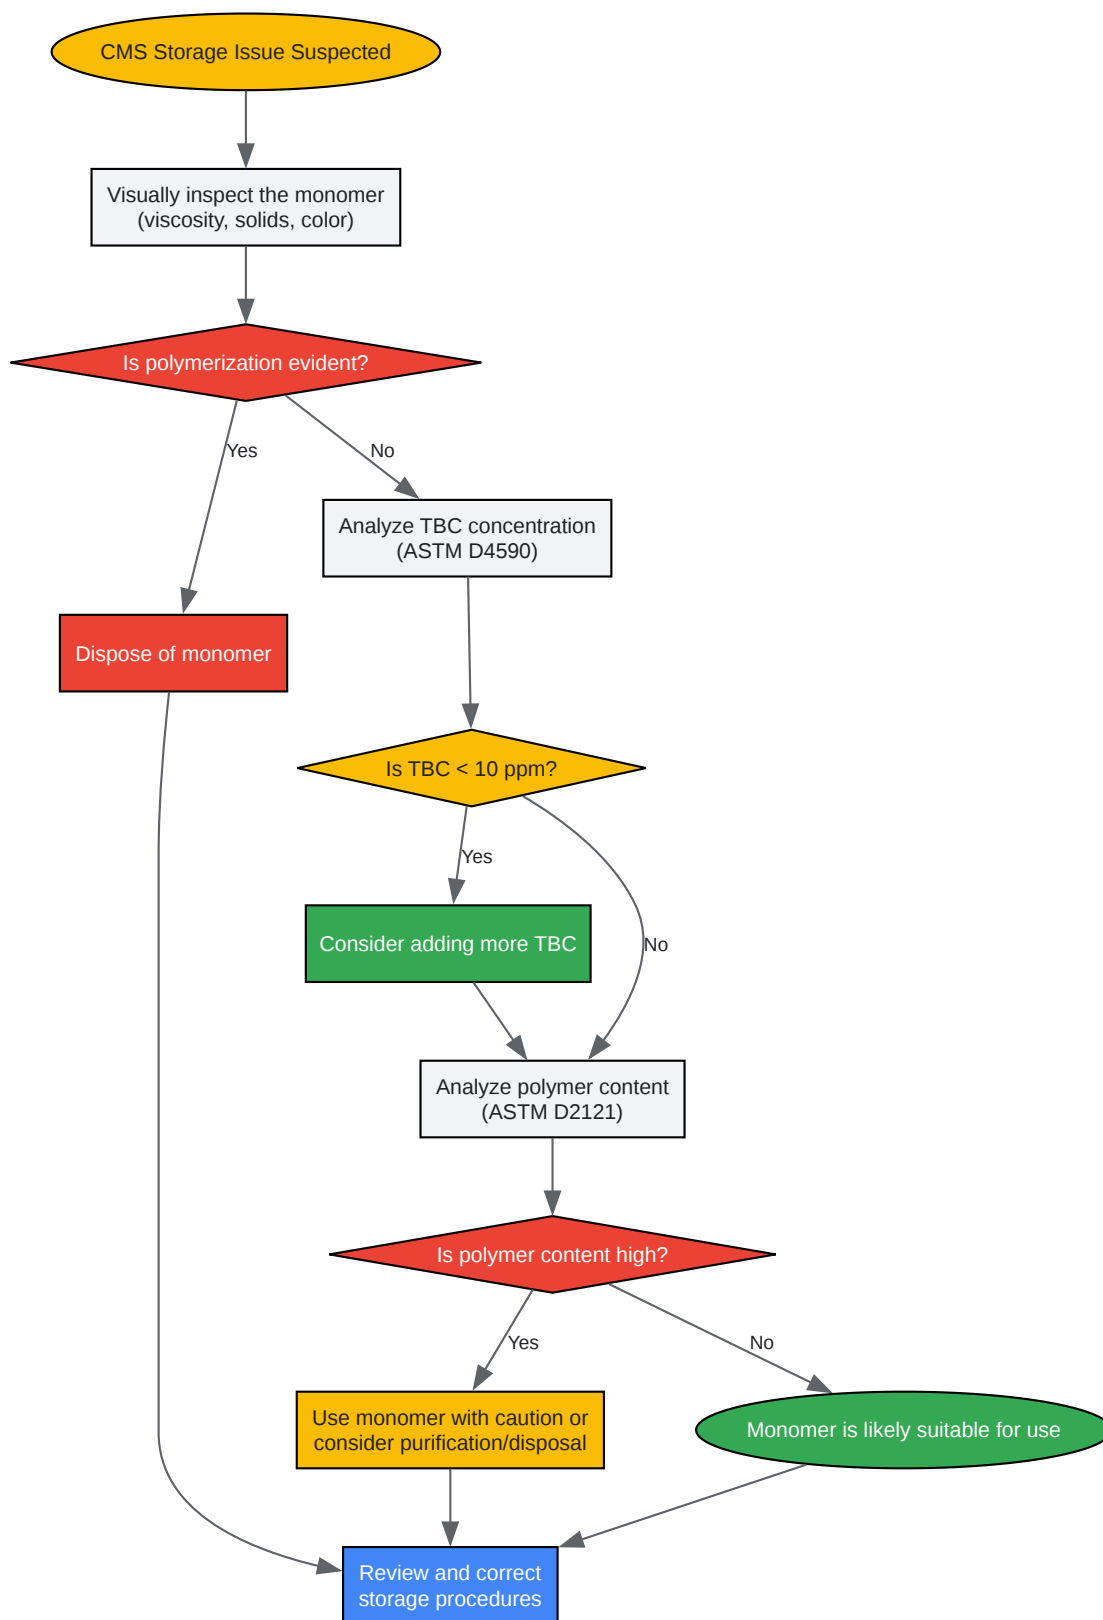 CMS Storage Issue Suspected
Visually inspect the monomer
(viscosity, solids, color)
Is polymerization evident?
Yes
No
Analyze TBC concentration
(ASTM D4590)
Dispose of monomer
Is TBC < 10 ppm?
Yes
Consider adding more TBC
No
Analyze polymer content
(ASTM D2121)
Is polymer content high?
Yes
No
Use monomer with caution or
consider purification/disposal
Monomer is likely suitable for use
Review and correct
storage procedures